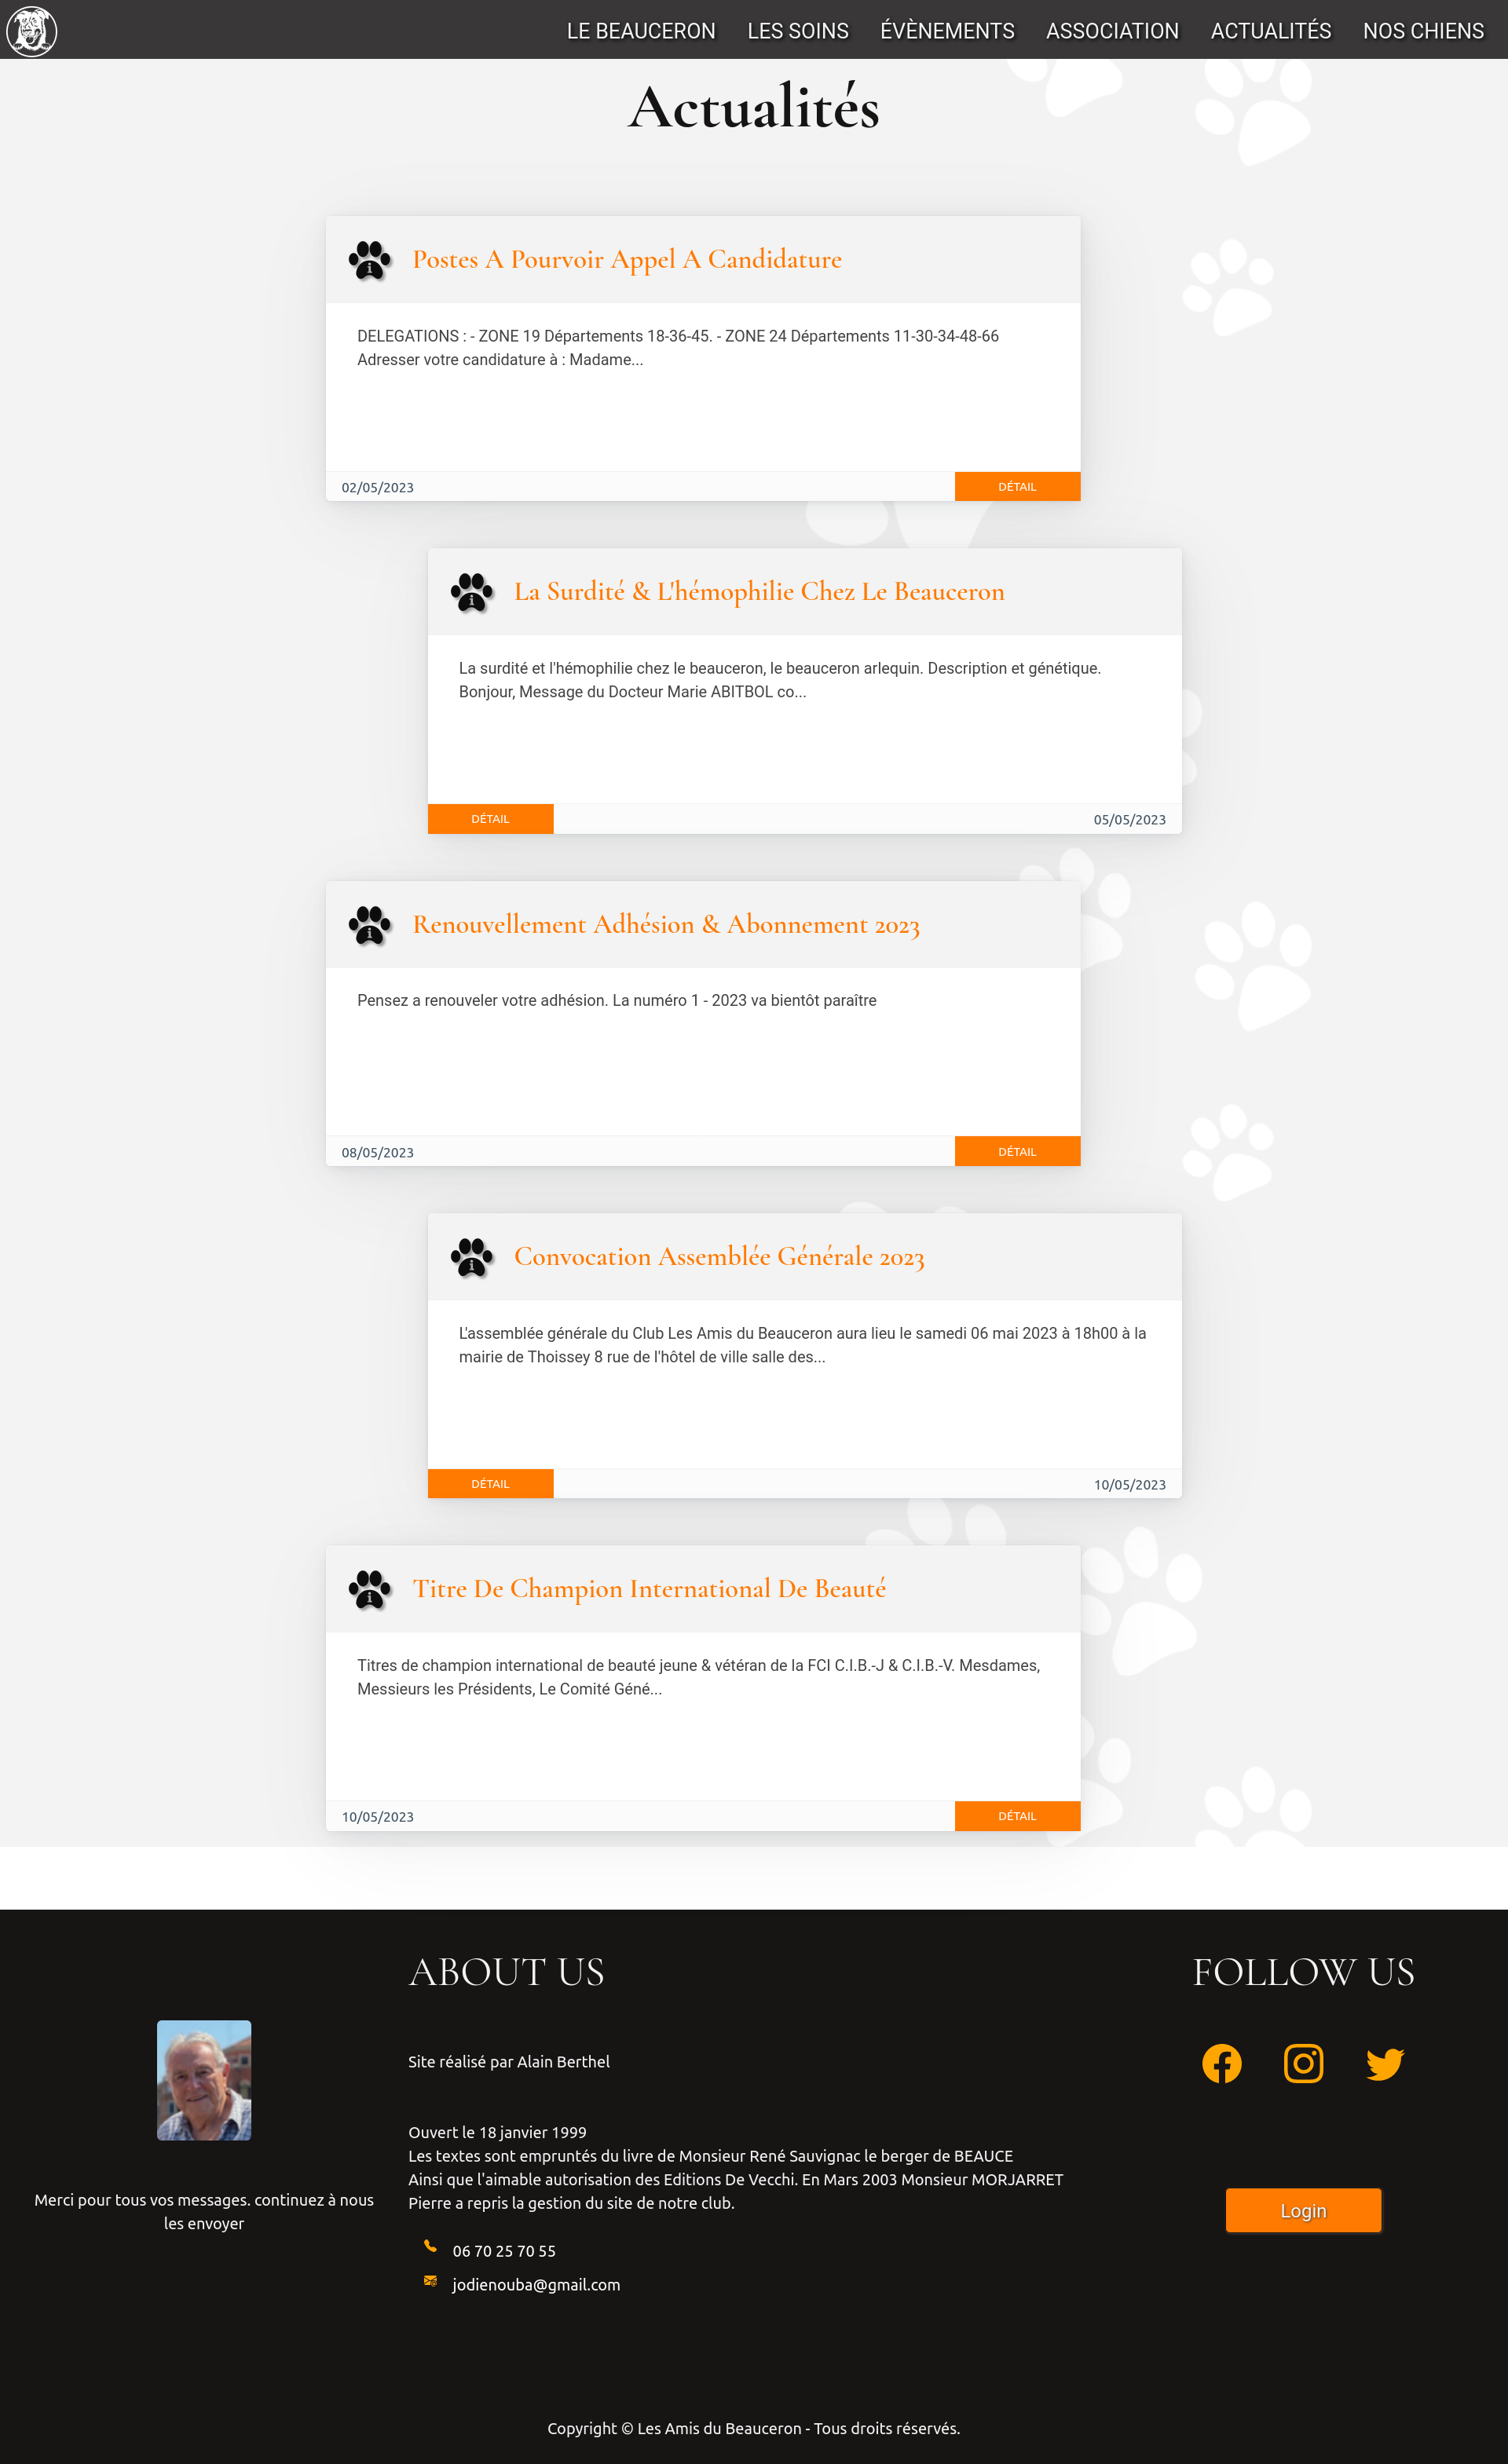 LE BEAUCERON LES SOINS ÉVÈNEMENTS ASSOCIATION ACTUALITÉS NOS CHIENS
Actualités
Postes A Pourvoir Appel A Candidature
DELEGATIONS : - ZONE 19 Départements 18-36-45. - ZONE 24 Départements 11-30-34-48-66
Adresser votre candidature à : Madame...
02/05/2023 DÉTAIL
La Surdité & L'hémophilie Chez Le Beauceron
La surdité et l'hémophilie chez le beauceron, le beauceron arlequin. Description et génétique.
Bonjour, Message du Docteur Marie ABITBOL co...
DÉTAIL 05/05/2023
Renouvellement Adhésion & Abonnement 2023
Pensez a renouveler votre adhésion. La numéro 1 - 2023 va bientôt paraître
08/05/2023 DÉTAIL
Convocation Assemblée Générale 2023
L'assemblée générale du Club Les Amis du Beauceron aura lieu le samedi 06 mai 2023 à 18h00 à la
mairie de Thoissey 8 rue de l'hôtel de ville salle des...
DÉTAIL 10/05/2023
Titre De Champion International De Beauté
Titres de champion international de beauté jeune & vétéran de la FCI C.I.B.-J & C.I.B.-V. Mesdames,
Messieurs les Présidents, Le Comité Géné...
10/05/2023 DÉTAIL
Merci pour tous vos messages. continuez à nous
les envoyer
ABOUT US
Site réalisé par Alain Berthel
Ouvert le 18 janvier 1999
Les textes sont empruntés du livre de Monsieur René Sauvignac le berger de BEAUCE
Ainsi que l'aimable autorisation des Editions De Vecchi. En Mars 2003 Monsieur MORJARRET
Pierre a repris la gestion du site de notre club.
06 70 25 70 55
jodienouba@gmail.com
FOLLOW US
Login
Copyright © Les Amis du Beauceron - Tous droits réservés.